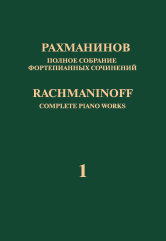 РАХМАНИНОВ
ПОЛНОЕ СОБРАНИЕ
ФОРТЕПИАННЫХ СОЧИНЕНИЙ
RACHMANINOFF
COMPLETE PIANO WORKS
1